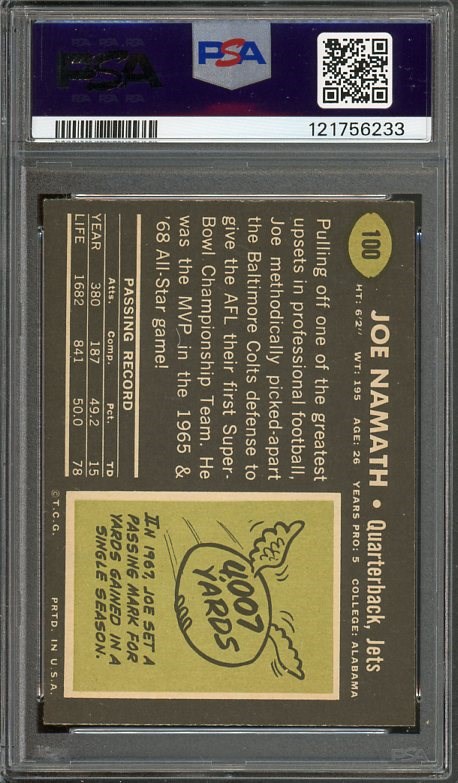 PSA
PSA
121756233
100
JOE NAMATH • Quarterback, Jets
HT: 6'2" WT: 195 AGE: 26 YEARS PRO: 5 COLLEGE: ALABAMA
Pulling off one of the greatest
upsets in professional football,
Joe methodically picked-apart
the Baltimore Colts defense to
give the AFL their first Super-
Bowl Championship Team. He
was the MVP in the 1965 &
'68 All-Star game!
PASSING RECORD
Atts. Comp. Pct. TD
YEAR 380 187 49.2 15
LIFE 1682 841 50.0 78
4,007
YARDS
IN 1967, JOE SET A
PASSING MARK FOR
YARDS GAINED IN A
SINGLE SEASON.
© T.C.G. PRTD. IN U.S.A.